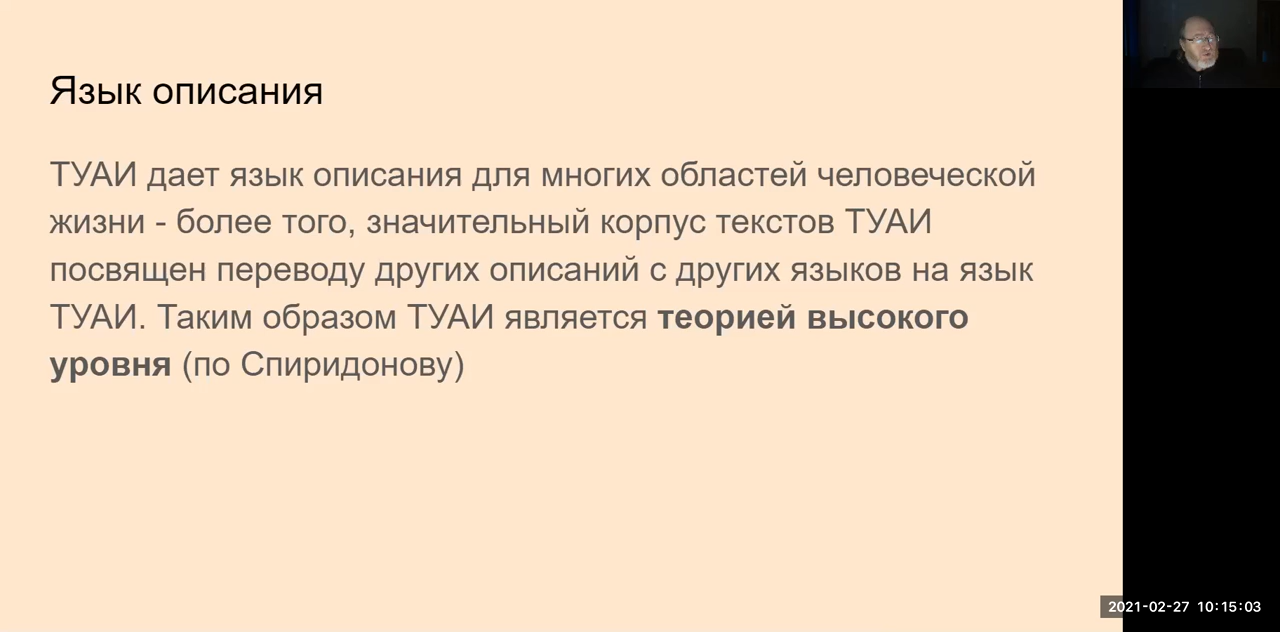 Язык описания
ТУАИ дает язык описания для многих областей человеческой
жизни - более того, значительный корпус текстов ТУАИ
посвящен переводу других описаний с других языков на язык
ТУАИ. Таким образом ТУАИ является теорией высокого
уровня (по Спиридонову)
2021-02-27 10:15:03